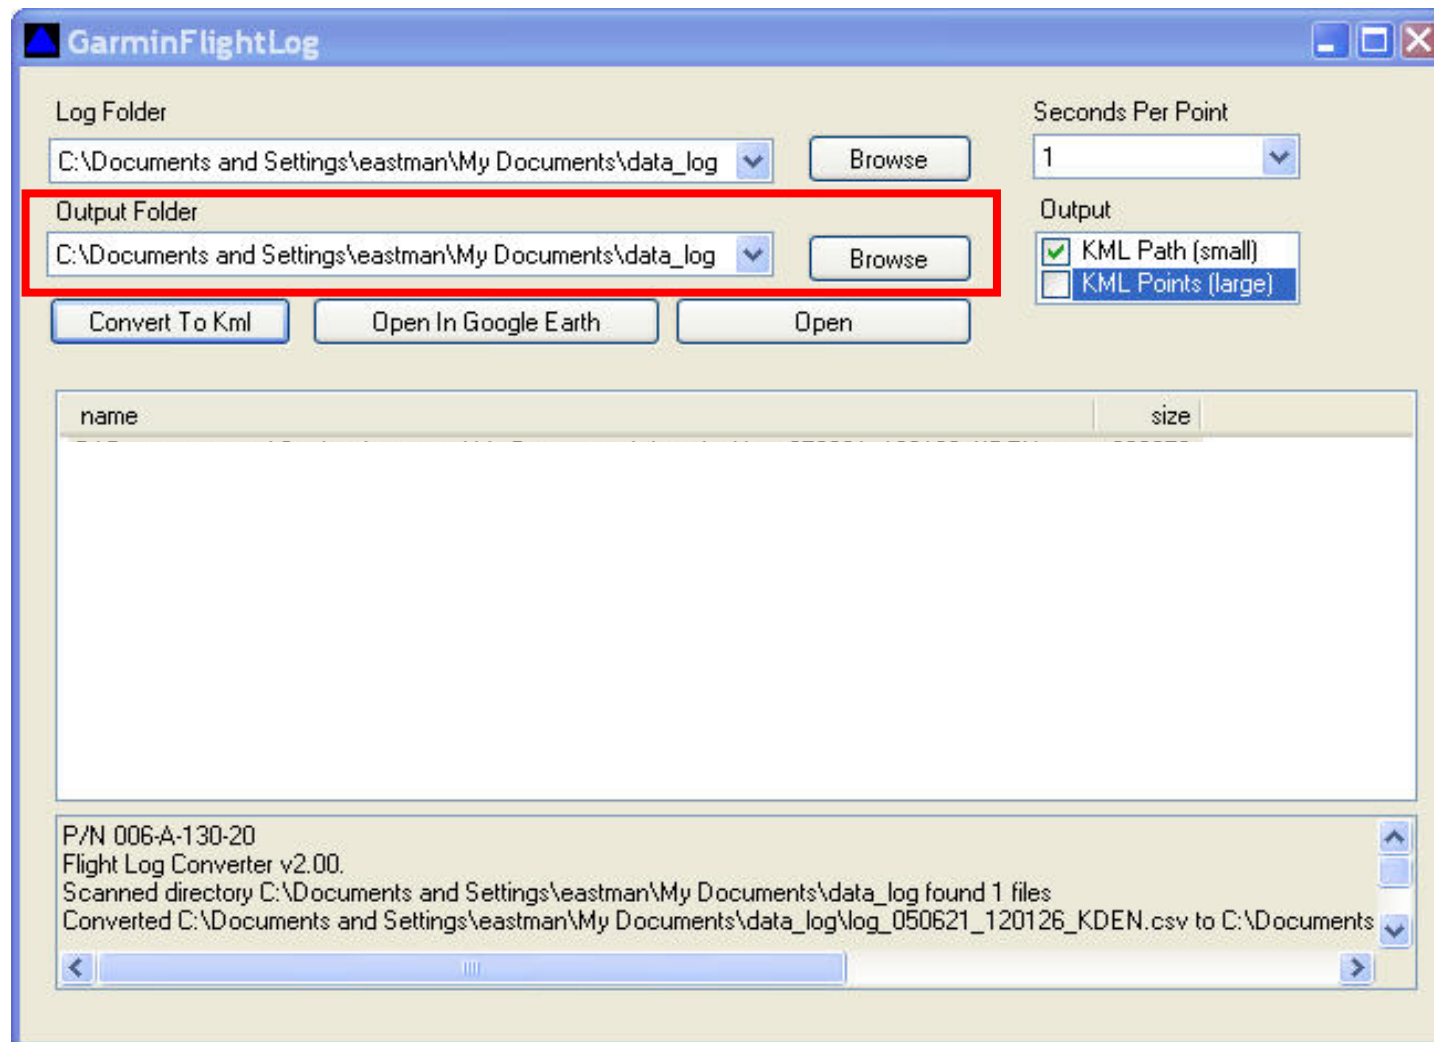 GarminFlightLog
Log Folder
Seconds Per Point
C:\Documents and Settings\eastman\My Documents\data_log
Browse
1
Output Folder
Output
C:\Documents and Settings\eastman\My Documents\data_log
Browse
KML Path (small)
KML Points (large)
Convert To Kml
Open In Google Earth
Open
name
size
P/N 006-A-130-20
Flight Log Converter v2.00.
Scanned directory C:\Documents and Settings\eastman\My Documents\data_log found 1 files
Converted C:\Documents and Settings\eastman\My Documents\data_log\log_050621_120126_KDEN.csv to C:\Documents